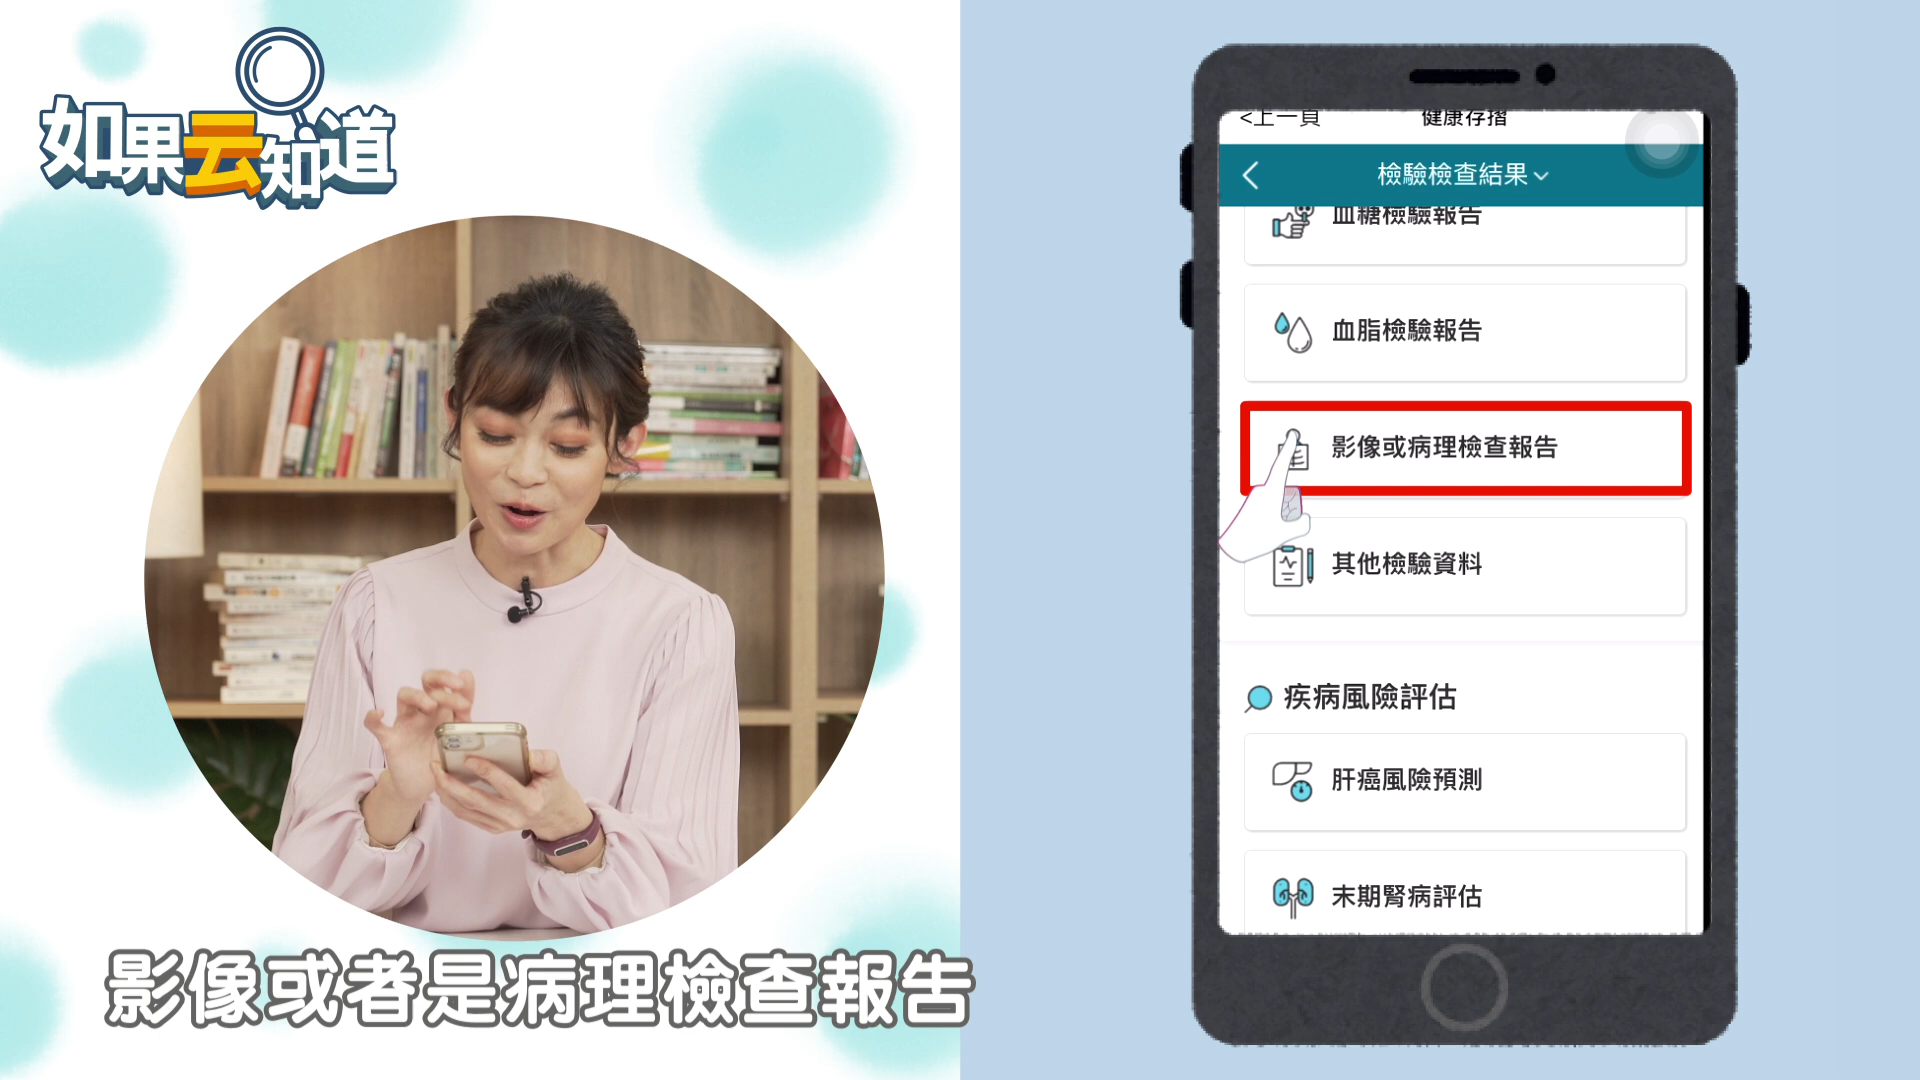 如果云知道
影像或者是病理檢查報告
<上一頁
健康存摺
檢驗檢查結果
血糖檢驗報告
血脂檢驗報告
影像或病理檢查報告
其他檢驗資料
疾病風險評估
肝癌風險預測
末期腎病評估